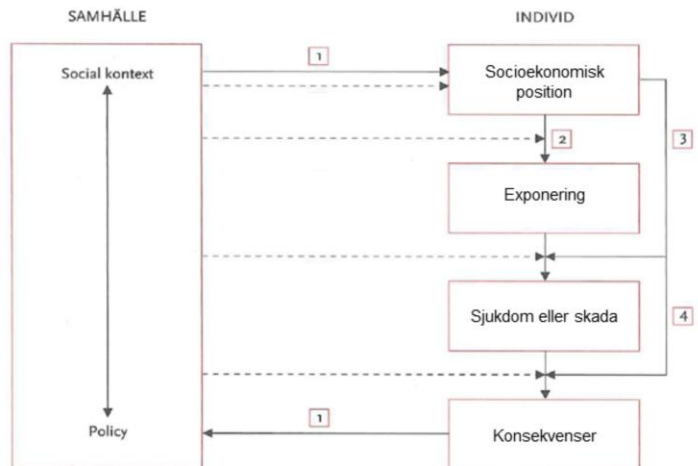 SAMHÄLLE
INDIVID
Social kontext
1
Socioekonomisk
position
2
3
Exponering
Sjukdom eller skada
4
Policy
1
Konsekvenser